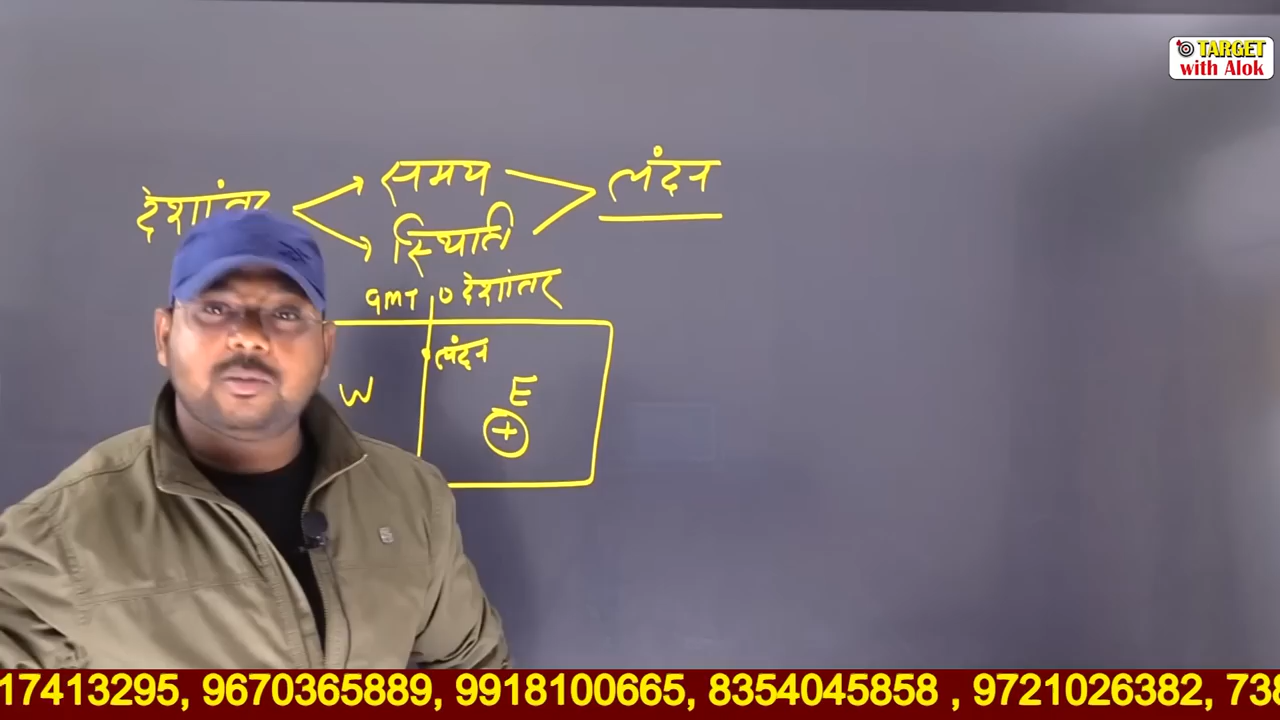 TARGET
with Alok
देशांतर समय लंदन
स्थिती
GMT 0 देशांतर
लंदन
W E
+
17413295, 9670365889, 9918100665, 8354045858 , 9721026382, 738